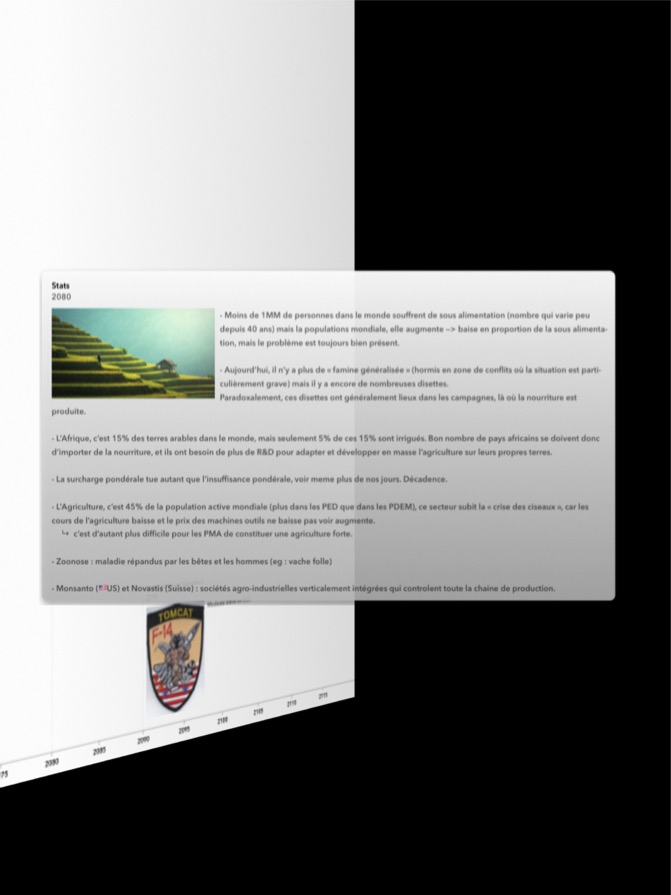 Stats
2080
- Moins de 1MM de personnes dans le monde souffrent de sous alimentation (nombre qui varie peu
depuis 40 ans) mais la populations mondiale, elle augmente –> baise en proportion de la sous alimenta-
tion, mais le problème est toujours bien présent.
- Aujourd'hui, il n'y a plus de « famine généralisée » (hormis en zone de conflits où la situation est parti-
culièrement grave) mais il y a encore de nombreuses disettes.
Paradoxalement, ces disettes ont généralement lieux dans les campagnes, là où la nourriture est
produite.
- L'Afrique, c'est 15% des terres arables dans le monde, mais seulement 5% de ces 15% sont irrigués. Bon nombre de pays africains se doivent donc
d'importer de la nourriture, et ils ont besoin de plus de R&D pour adapter et développer en masse l'agriculture sur leurs propres terres.
- La surcharge pondérale tue autant que l'insuffisance pondérale, voir meme plus de nos jours. Décadence.
- L'Agriculture, c'est 45% de la population active mondiale (plus dans les PED que dans les PDEM), ce secteur subit la « crise des ciseaux », car les
cours de l'agriculture baisse et le prix des machines outils ne baisse pas voir augmente.
↳ c'est d'autant plus difficile pour les PMA de constituer une agriculture forte.
- Zoonose : maladie répandus par les bêtes et les hommes (eg : vache folle)
- Monsanto (🇺🇸US) et Novastis (Suisse) : sociétés agro-industrielles verticalement intégrées qui controlent toute la chaine de production.
TOMCAT
F-14
75 2080 2085 2090 2095 2100 2105 2110 2115